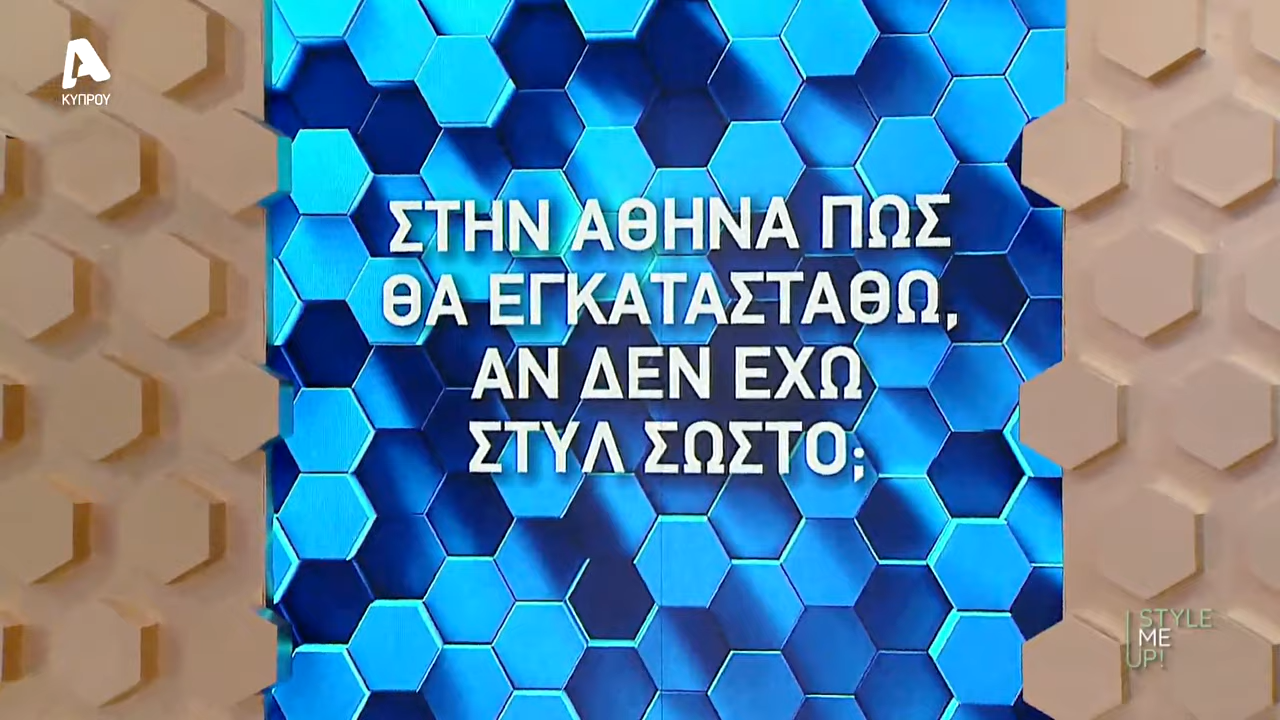 ΚΥΠΡΟΥ
ΣΤΗΝ ΑΘΗΝΑ ΠΩΣ
ΘΑ ΕΓΚΑΤΑΣΤΑΘΩ,
ΑΝ ΔΕΝ ΕΧΩ
ΣΤΥΛ ΣΩΣΤΟ;
STYLE
ME
UP!